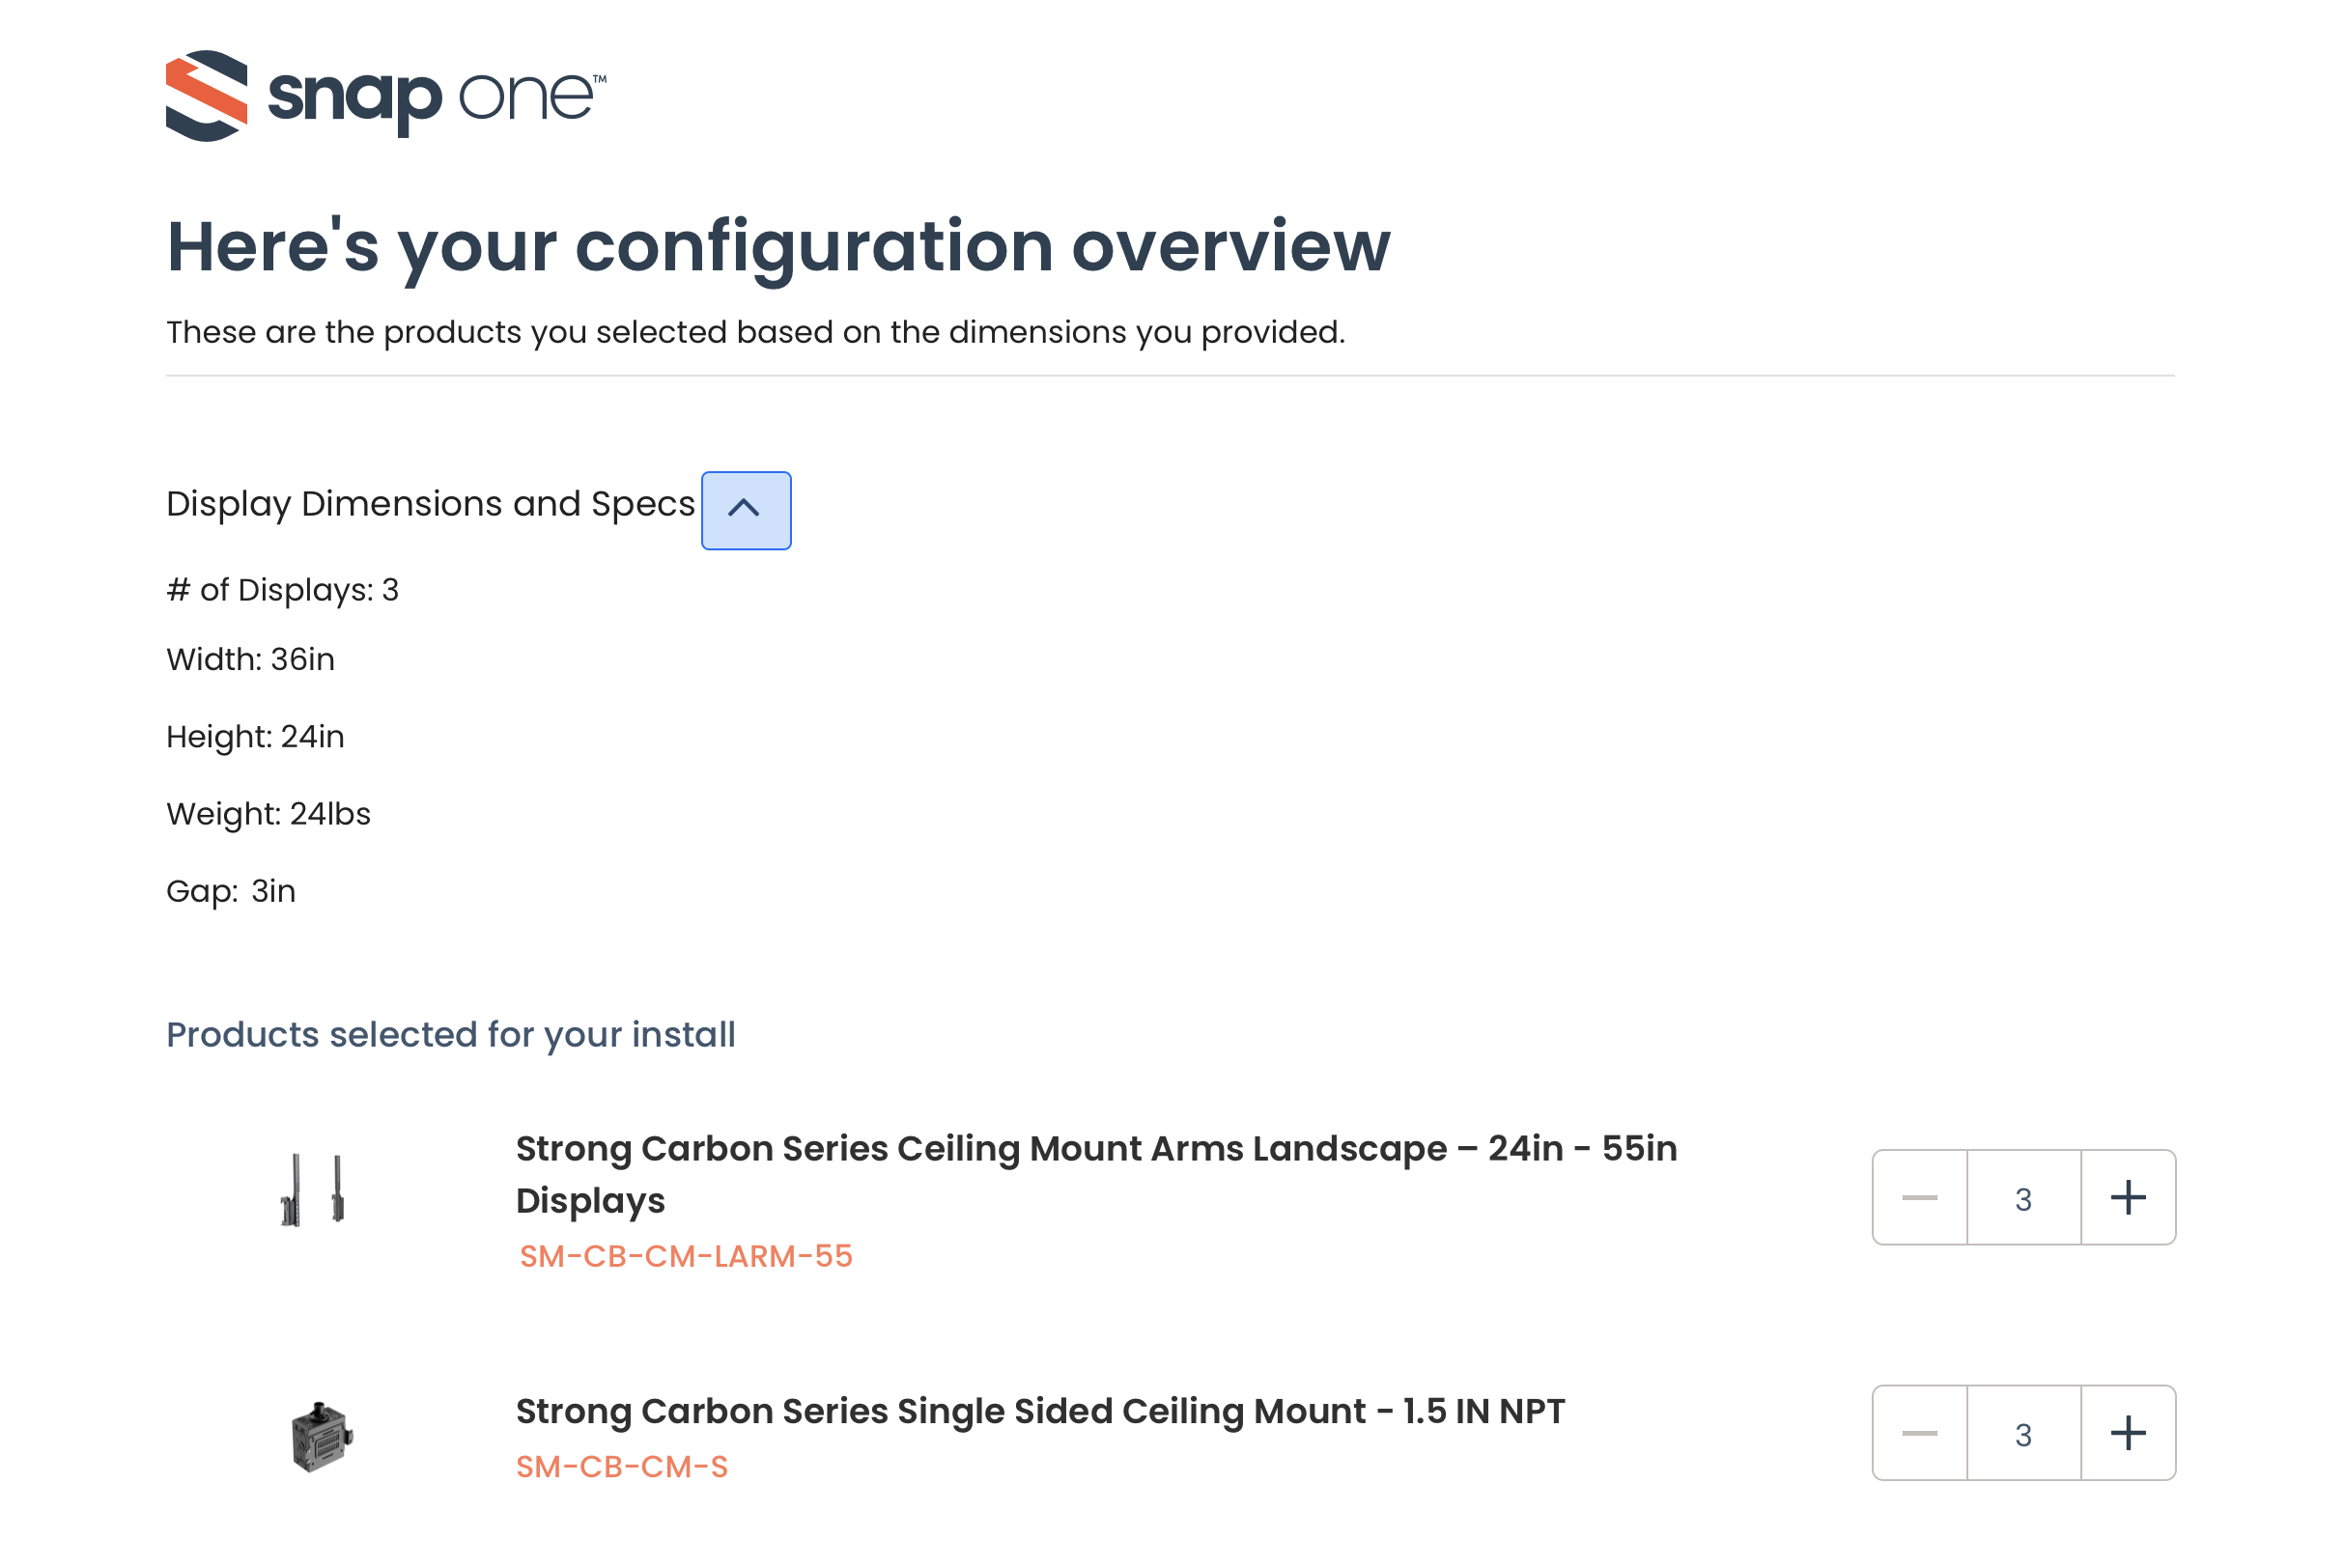 snap one™
Here's your configuration overview
These are the products you selected based on the dimensions you provided.
Display Dimensions and Specs
# of Displays: 3
Width: 36in
Height: 24in
Weight: 24lbs
Gap: 3in
Products selected for your install
Strong Carbon Series Ceiling Mount Arms Landscape – 24in - 55in
Displays
SM-CB-CM-LARM-55
3
Strong Carbon Series Single Sided Ceiling Mount - 1.5 IN NPT
SM-CB-CM-S
3